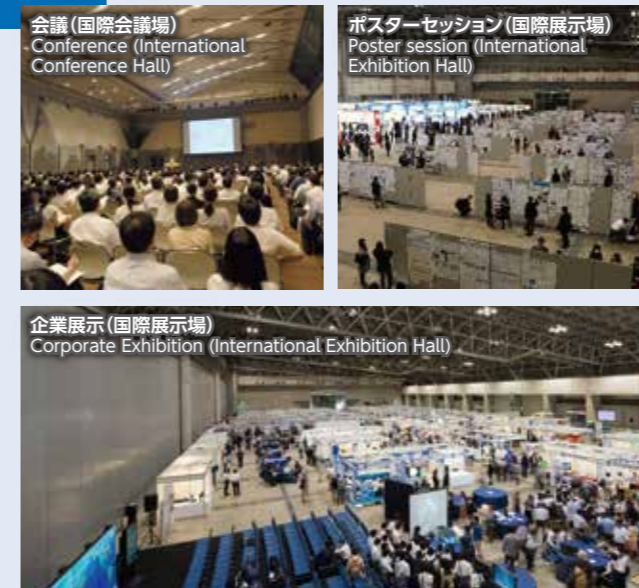 会議（国際会議場）
Conference (International
Conference Hall)
ポスターセッション（国際展示場）
Poster session (International
Exhibition Hall)
企業展示（国際展示場）
Corporate Exhibition (International Exhibition Hall)